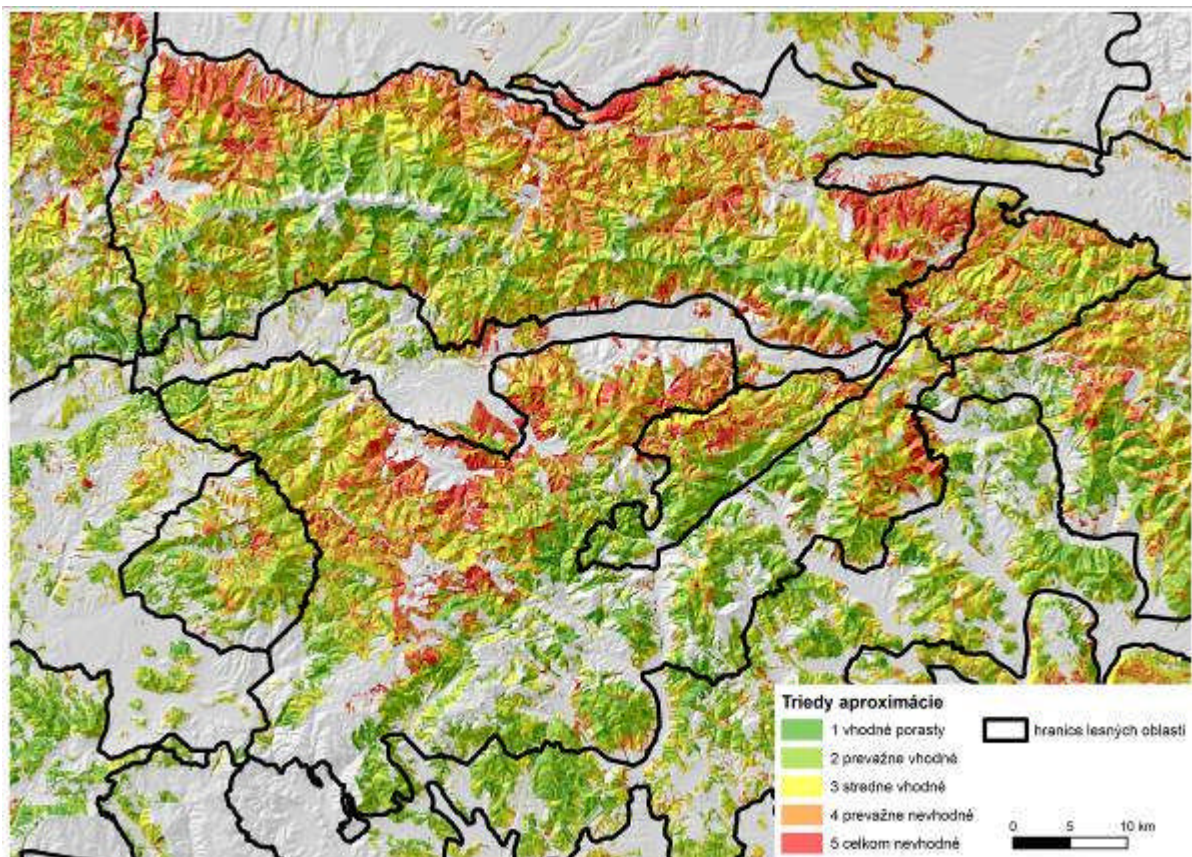 Triedy aproximácie
1 vhodné porasty
2 prevažne vhodné
3 stredne vhodné
4 prevažne nevhodné
5 celkom nevhodné
hranice lesných oblastí
0 5 10 km